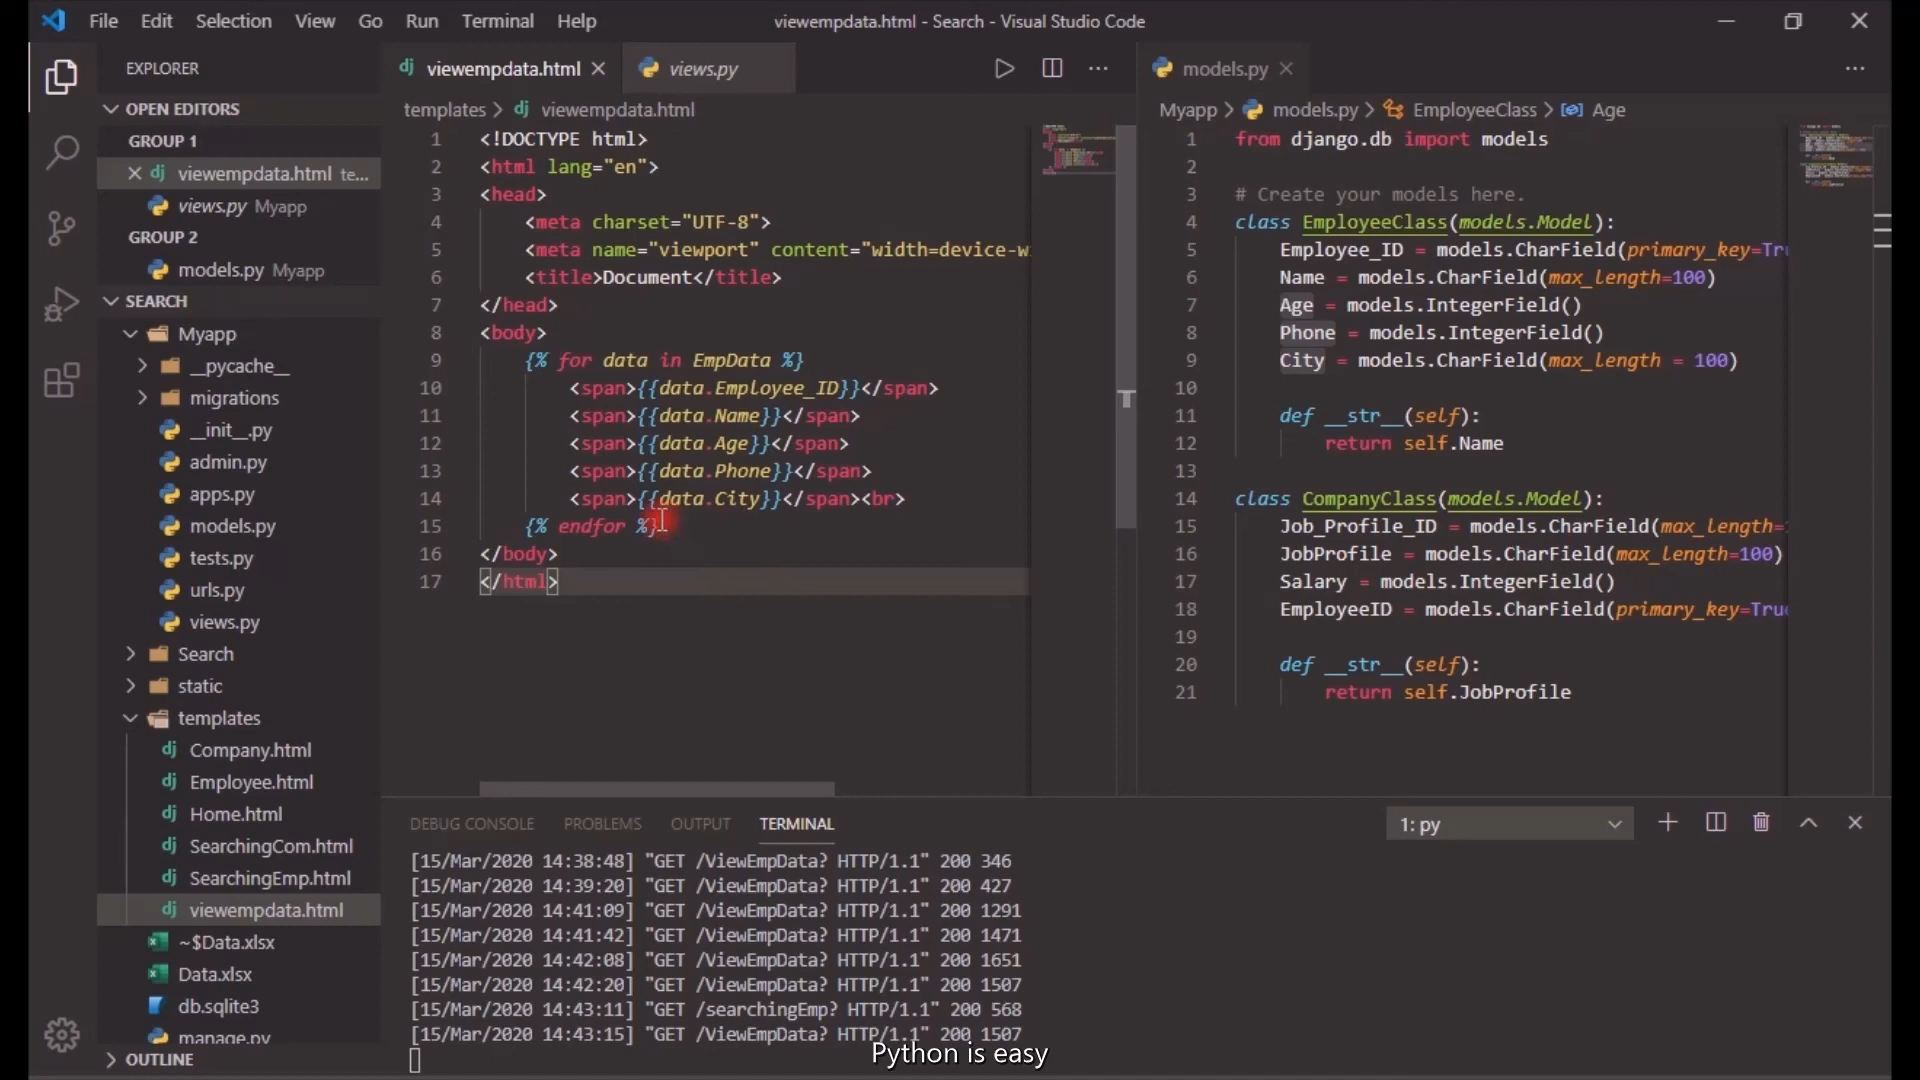 File Edit Selection View Go Run Terminal Help
viewempdata.html - Search - Visual Studio Code
EXPLORER
OPEN EDITORS
GROUP 1
viewempdata.html te...
views.py Myapp
GROUP 2
models.py Myapp
SEARCH
Myapp
__pycache__
migrations
__init__.py
admin.py
apps.py
models.py
tests.py
urls.py
views.py
Search
static
templates
Company.html
Employee.html
Home.html
SearchingCom.html
SearchingEmp.html
viewempdata.html
~$Data.xlsx
Data.xlsx
db.sqlite3
manage.py
OUTLINE
viewempdata.html
views.py
templates > viewempdata.html
1 <!DOCTYPE html>
2 <html lang="en">
3 <head>
4 <meta charset="UTF-8">
5 <meta name="viewport" content="width=device-w
6 <title>Document</title>
7 </head>
8 <body>
9 {% for data in EmpData %}
10 <span>{{data.Employee_ID}}</span>
11 <span>{{data.Name}}</span>
12 <span>{{data.Age}}</span>
13 <span>{{data.Phone}}</span>
14 <span>{{data.City}}</span><br>
15 {% endfor %}
16 </body>
17 </html>
models.py
Myapp > models.py > EmployeeClass > Age
1 from django.db import models
2
3 # Create your models here.
4 class EmployeeClass(models.Model):
5 Employee_ID = models.CharField(primary_key=Tr
6 Name = models.CharField(max_length=100)
7 Age = models.IntegerField()
8 Phone = models.IntegerField()
9 City = models.CharField(max_length = 100)
10
11 def __str__(self):
12 return self.Name
13
14 class CompanyClass(models.Model):
15 Job_Profile_ID = models.CharField(max_length=
16 JobProfile = models.CharField(max_length=100)
17 Salary = models.IntegerField()
18 EmployeeID = models.CharField(primary_key=Tru
19
20 def __str__(self):
21 return self.JobProfile
DEBUG CONSOLE PROBLEMS OUTPUT TERMINAL
1: py
[15/Mar/2020 14:38:48] "GET /ViewEmpData? HTTP/1.1" 200 346
[15/Mar/2020 14:39:20] "GET /ViewEmpData? HTTP/1.1" 200 427
[15/Mar/2020 14:41:09] "GET /ViewEmpData? HTTP/1.1" 200 1291
[15/Mar/2020 14:41:42] "GET /ViewEmpData? HTTP/1.1" 200 1471
[15/Mar/2020 14:42:08] "GET /ViewEmpData? HTTP/1.1" 200 1651
[15/Mar/2020 14:42:20] "GET /ViewEmpData? HTTP/1.1" 200 1507
[15/Mar/2020 14:43:11] "GET /searchingEmp? HTTP/1.1" 200 568
[15/Mar/2020 14:43:15] "GET /ViewEmpData? HTTP/1.1" 200 1507
Python is easy